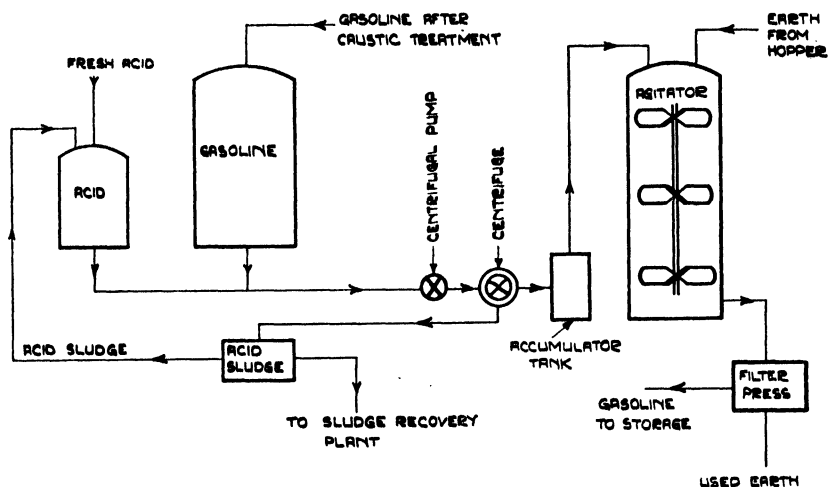 GASOLINE AFTER
CAUSTIC TREATMENT
EARTH
FROM
HOPPER
FRESH ACID
AGITATOR
GASOLINE
ACID
CENTRIFUGAL PUMP
CENTRIFUGE
ACID SLUDGE
ACID
SLUDGE
ACCUMULATOR
TANK
FILTER
PRESS
GASOLINE
TO STORAGE
TO SLUDGE RECOVERY
PLANT
USED EARTH